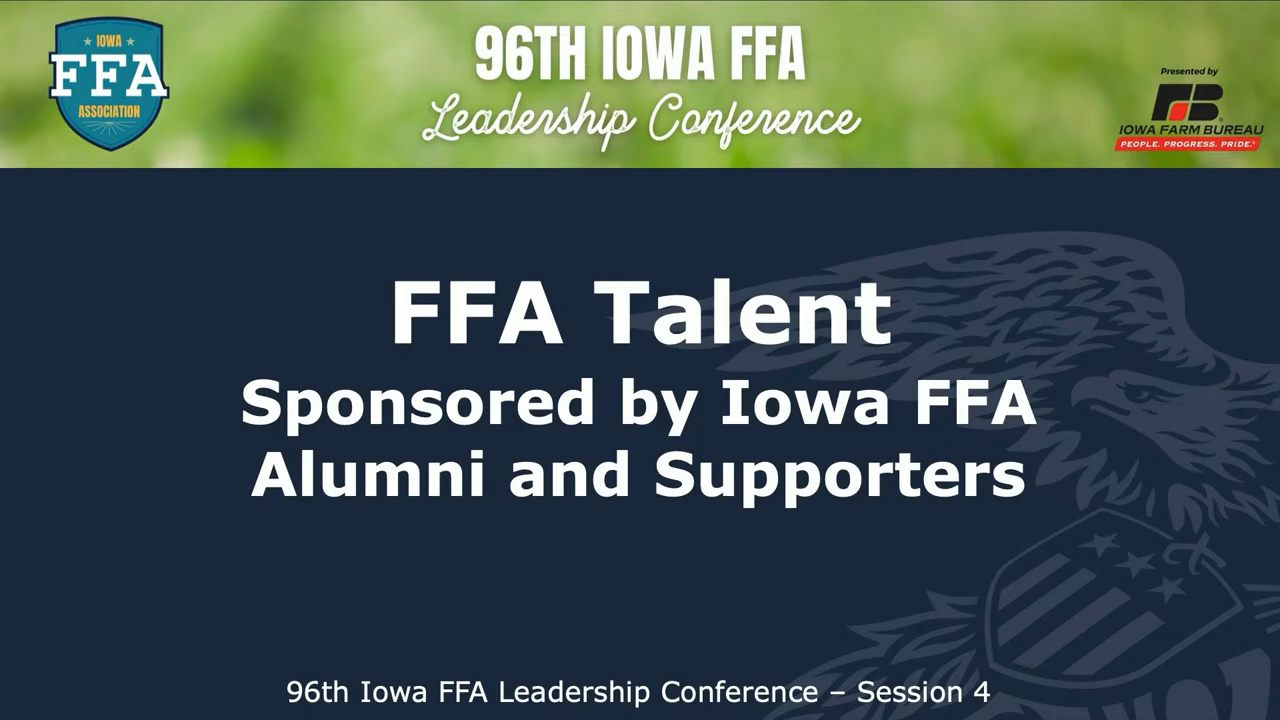 IOWA
FFA
ASSOCIATION
96TH IOWA FFA
Leadership Conference
Presented by
FB
IOWA FARM BUREAU
PEOPLE. PROGRESS. PRIDE.®
FFA Talent
Sponsored by Iowa FFA
Alumni and Supporters
96th Iowa FFA Leadership Conference – Session 4